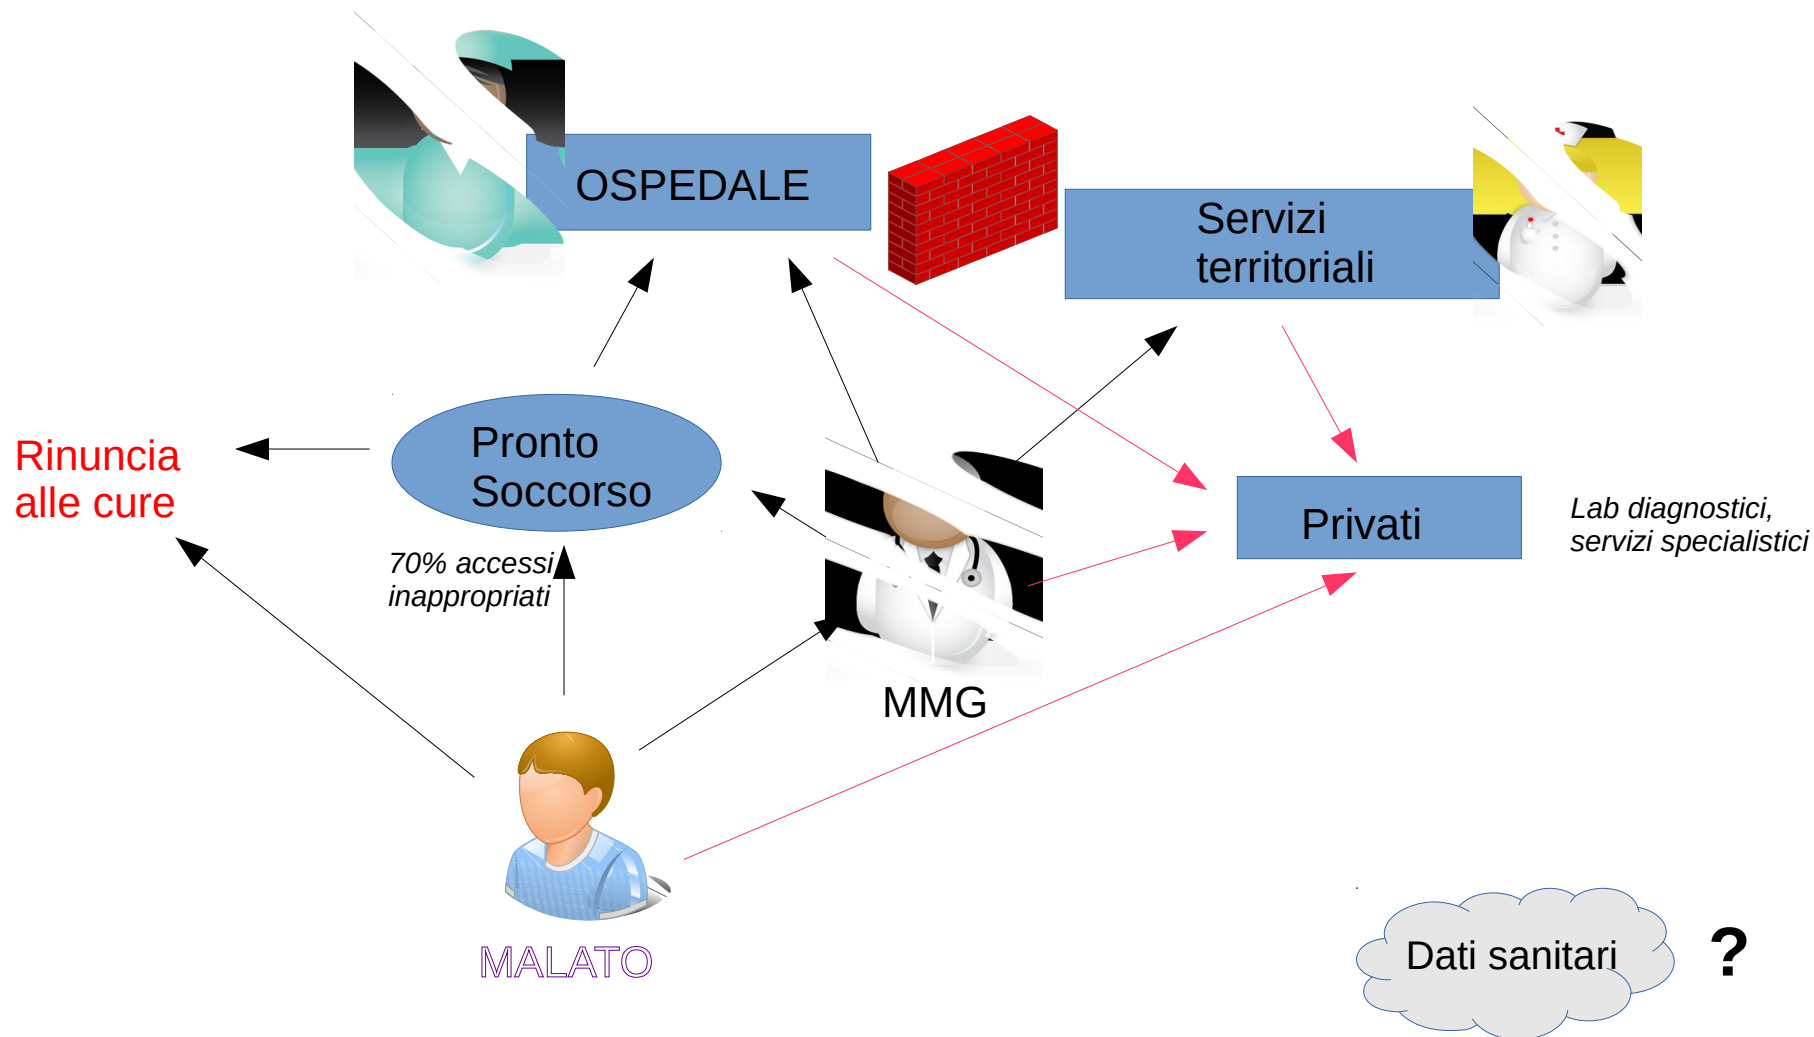 OSPEDALE
Servizi
territoriali
Rinuncia
alle cure
Pronto
Soccorso
Privati
Lab diagnostici,
servizi specialistici
70% accessi
inappropriati
MMG
MALATO
Dati sanitari
?